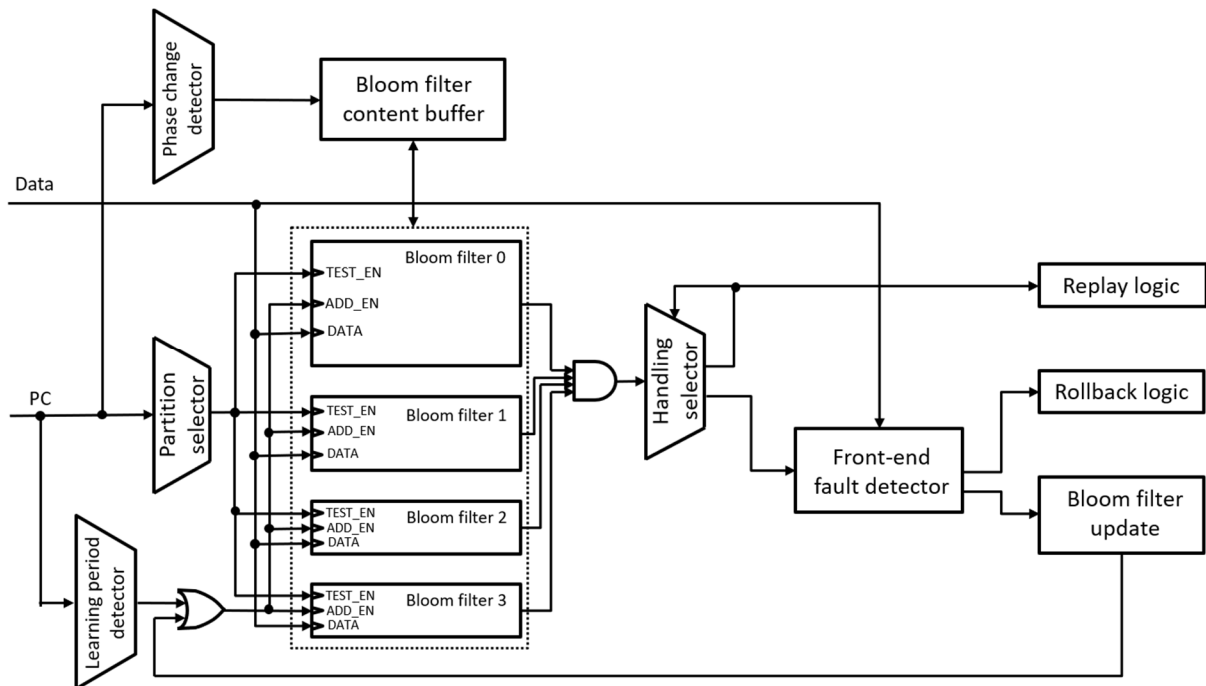 Phase change
detector
Bloom filter
content buffer
Data
Bloom filter 0
TEST_EN
ADD_EN
DATA
Replay logic
Handling
selector
PC
Partition
selector
TEST_EN
Bloom filter 1
ADD_EN
DATA
Rollback logic
Front-end
fault detector
Bloom filter
update
TEST_EN
Bloom filter 2
ADD_EN
DATA
Learning period
detector
TEST_EN
Bloom filter 3
ADD_EN
DATA